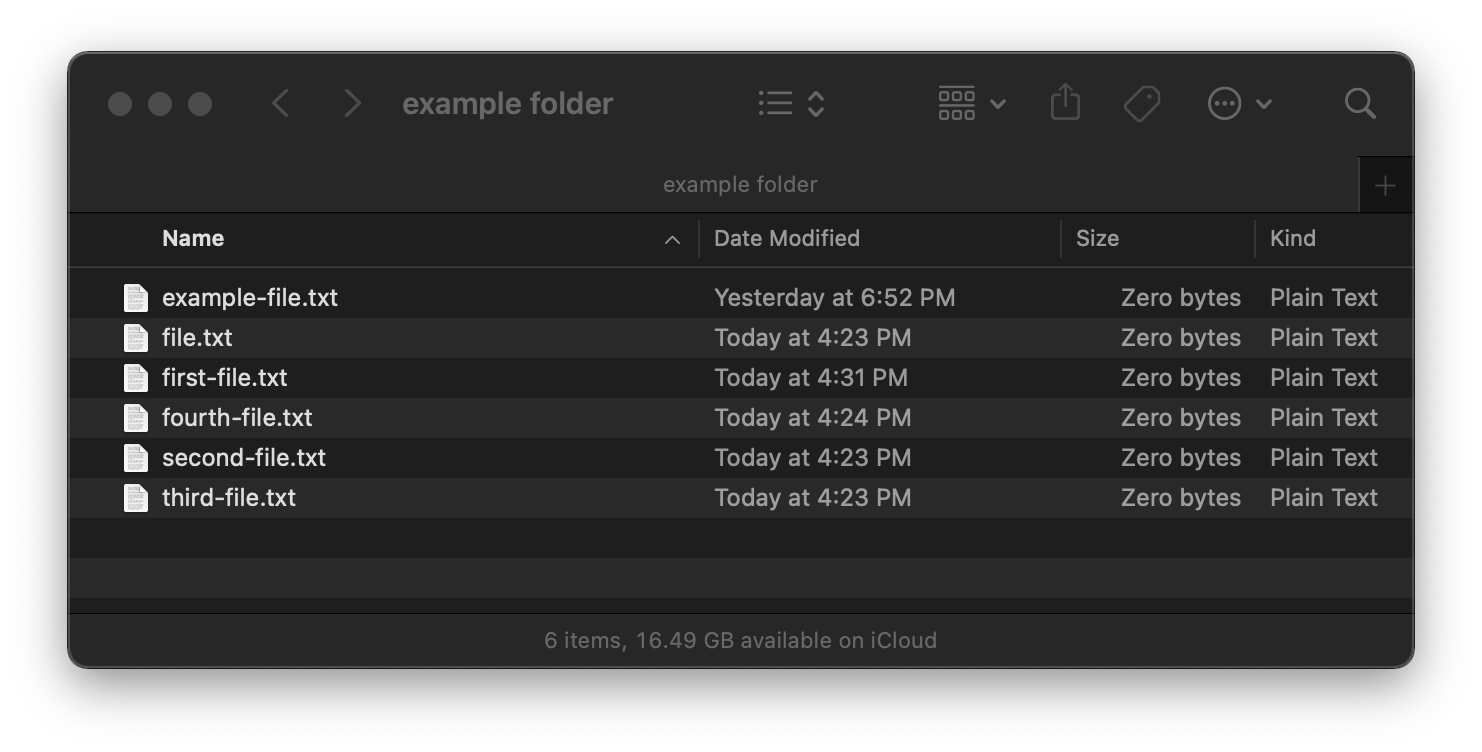 example folder
example folder
Name Date Modified Size Kind
example-file.txt Yesterday at 6:52 PM Zero bytes Plain Text
file.txt Today at 4:23 PM Zero bytes Plain Text
first-file.txt Today at 4:31 PM Zero bytes Plain Text
fourth-file.txt Today at 4:24 PM Zero bytes Plain Text
second-file.txt Today at 4:23 PM Zero bytes Plain Text
third-file.txt Today at 4:23 PM Zero bytes Plain Text
6 items, 16.49 GB available on iCloud